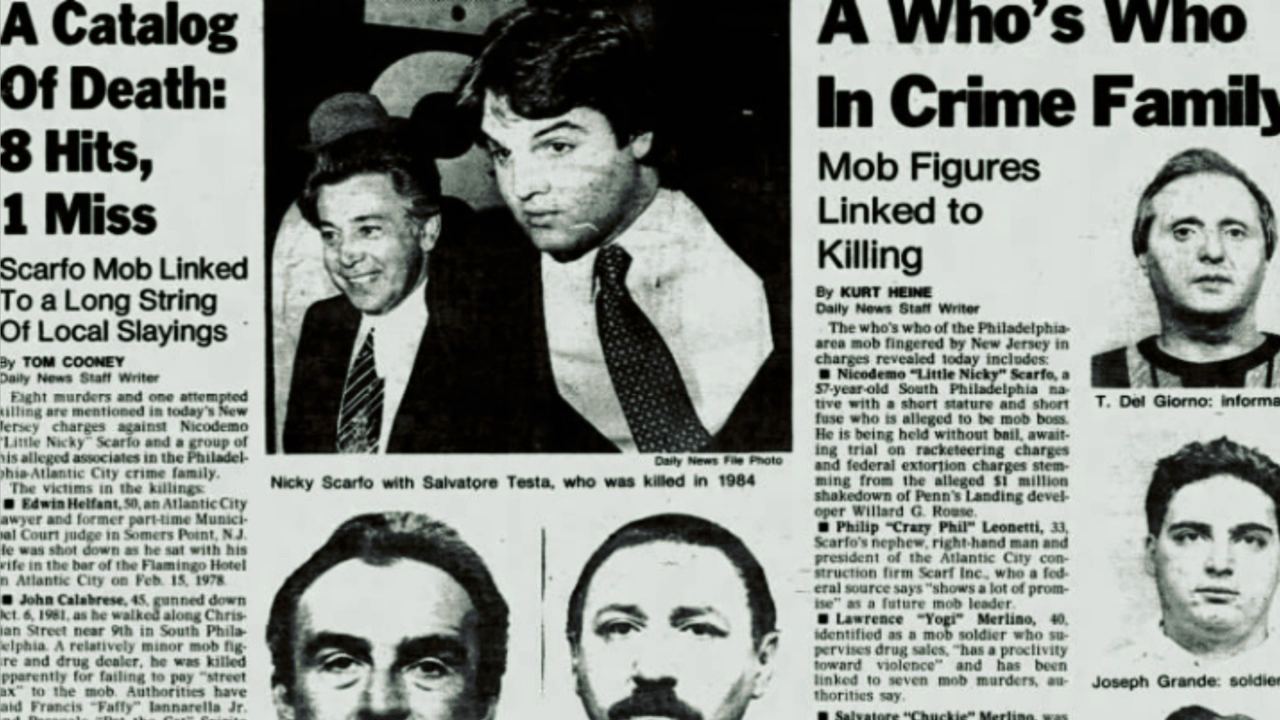 A Catalog
Of Death:
8 Hits,
1 Miss
Scarfo Mob Linked
To a Long String
Of Local Slayings
By TOM COONEY
Daily News Staff Writer
Eight murders and one attempted
killing are mentioned in today's New
Jersey charges against Nicodemo
"Little Nicky" Scarfo and a group of
his alleged associates in the Philadel-
phia-Atlantic City crime family.
The victims in the killings:
■ Edwin Helfant, 50, an Atlantic City
lawyer and former part-time Munici-
pal Court judge in Somers Point, N.J.
He was shot down as he sat with his
wife in the bar of the Flamingo Hotel
in Atlantic City on Feb. 15, 1978.
■ John Calabrese, 45, gunned down
Oct. 6, 1981, as he walked along Chris-
tian Street near 9th in South Phila-
delphia. A relatively minor mob fig-
ure and drug dealer, he was killed
apparently for failing to pay "street
tax" to the mob. Authorities have
said Francis "Faffy" Iannarella Jr.
Daily News File Photo
Nicky Scarfo with Salvatore Testa, who was killed in 1984
A Who's Who
In Crime Family
Mob Figures
Linked to
Killing
By KURT HEINE
Daily News Staff Writer
The who's who of the Philadelphia-
area mob fingered by New Jersey in
charges revealed today includes:
■ Nicodemo "Little Nicky" Scarfo, a
57-year-old South Philadelphia na-
tive with a short stature and short
fuse who is alleged to be mob boss.
He is being held without bail, await-
ing trial on racketeering charges
and federal extortion charges stem-
ming from the alleged $1 million
shakedown of Penn's Landing devel-
oper Willard G. Rouse.
■ Philip "Crazy Phil" Leonetti, 33,
Scarfo's nephew, right-hand man and
president of the Atlantic City con-
struction firm Scarf Inc., who a fed-
eral source says "shows a lot of prom-
ise" as a future mob leader.
■ Lawrence "Yogi" Merlino, 40,
identified as a mob soldier who su-
pervises drug sales, "has a proclivity
toward violence" and has been
linked to seven mob murders, au-
thorities say.
■ Salvatore "Chuckie" Merlino, was
T. Del Giorno: informa
Joseph Grande: soldier